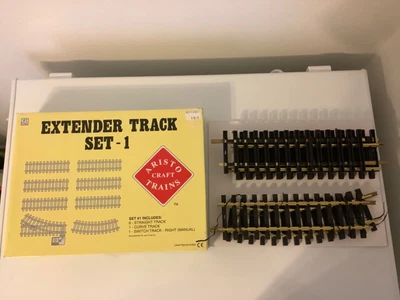 EXTENDER TRACK
SET-1
ARISTO
CRAFT
TRAINS
SET #1 INCLUDES:
6 - STRAIGHT TRACK
1 - CURVE TRACK
1 - SWITCH TRACK - RIGHT (MANUAL)